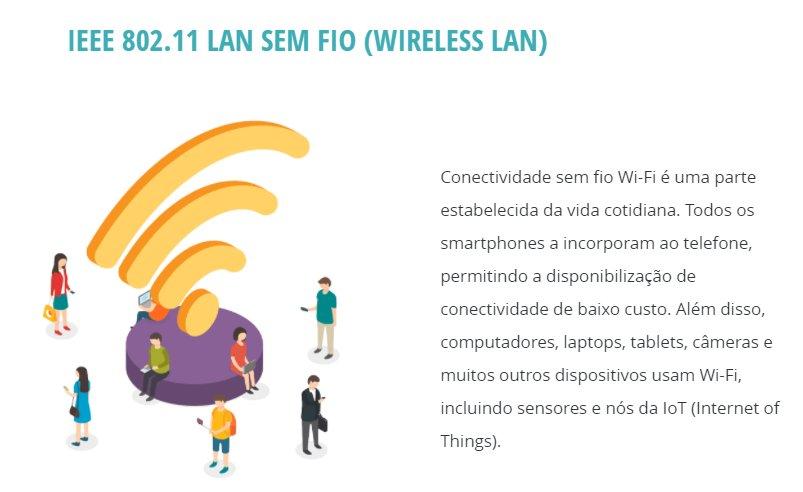 IEEE 802.11 LAN SEM FIO (WIRELESS LAN)
Conectividade sem fio Wi-Fi é uma parte
estabelecida da vida cotidiana. Todos os
smartphones a incorporam ao telefone,
permitindo a disponibilização de
conectividade de baixo custo. Além disso,
computadores, laptops, tablets, câmeras e
muitos outros dispositivos usam Wi-Fi,
incluindo sensores e nós da IoT (Internet of
Things).